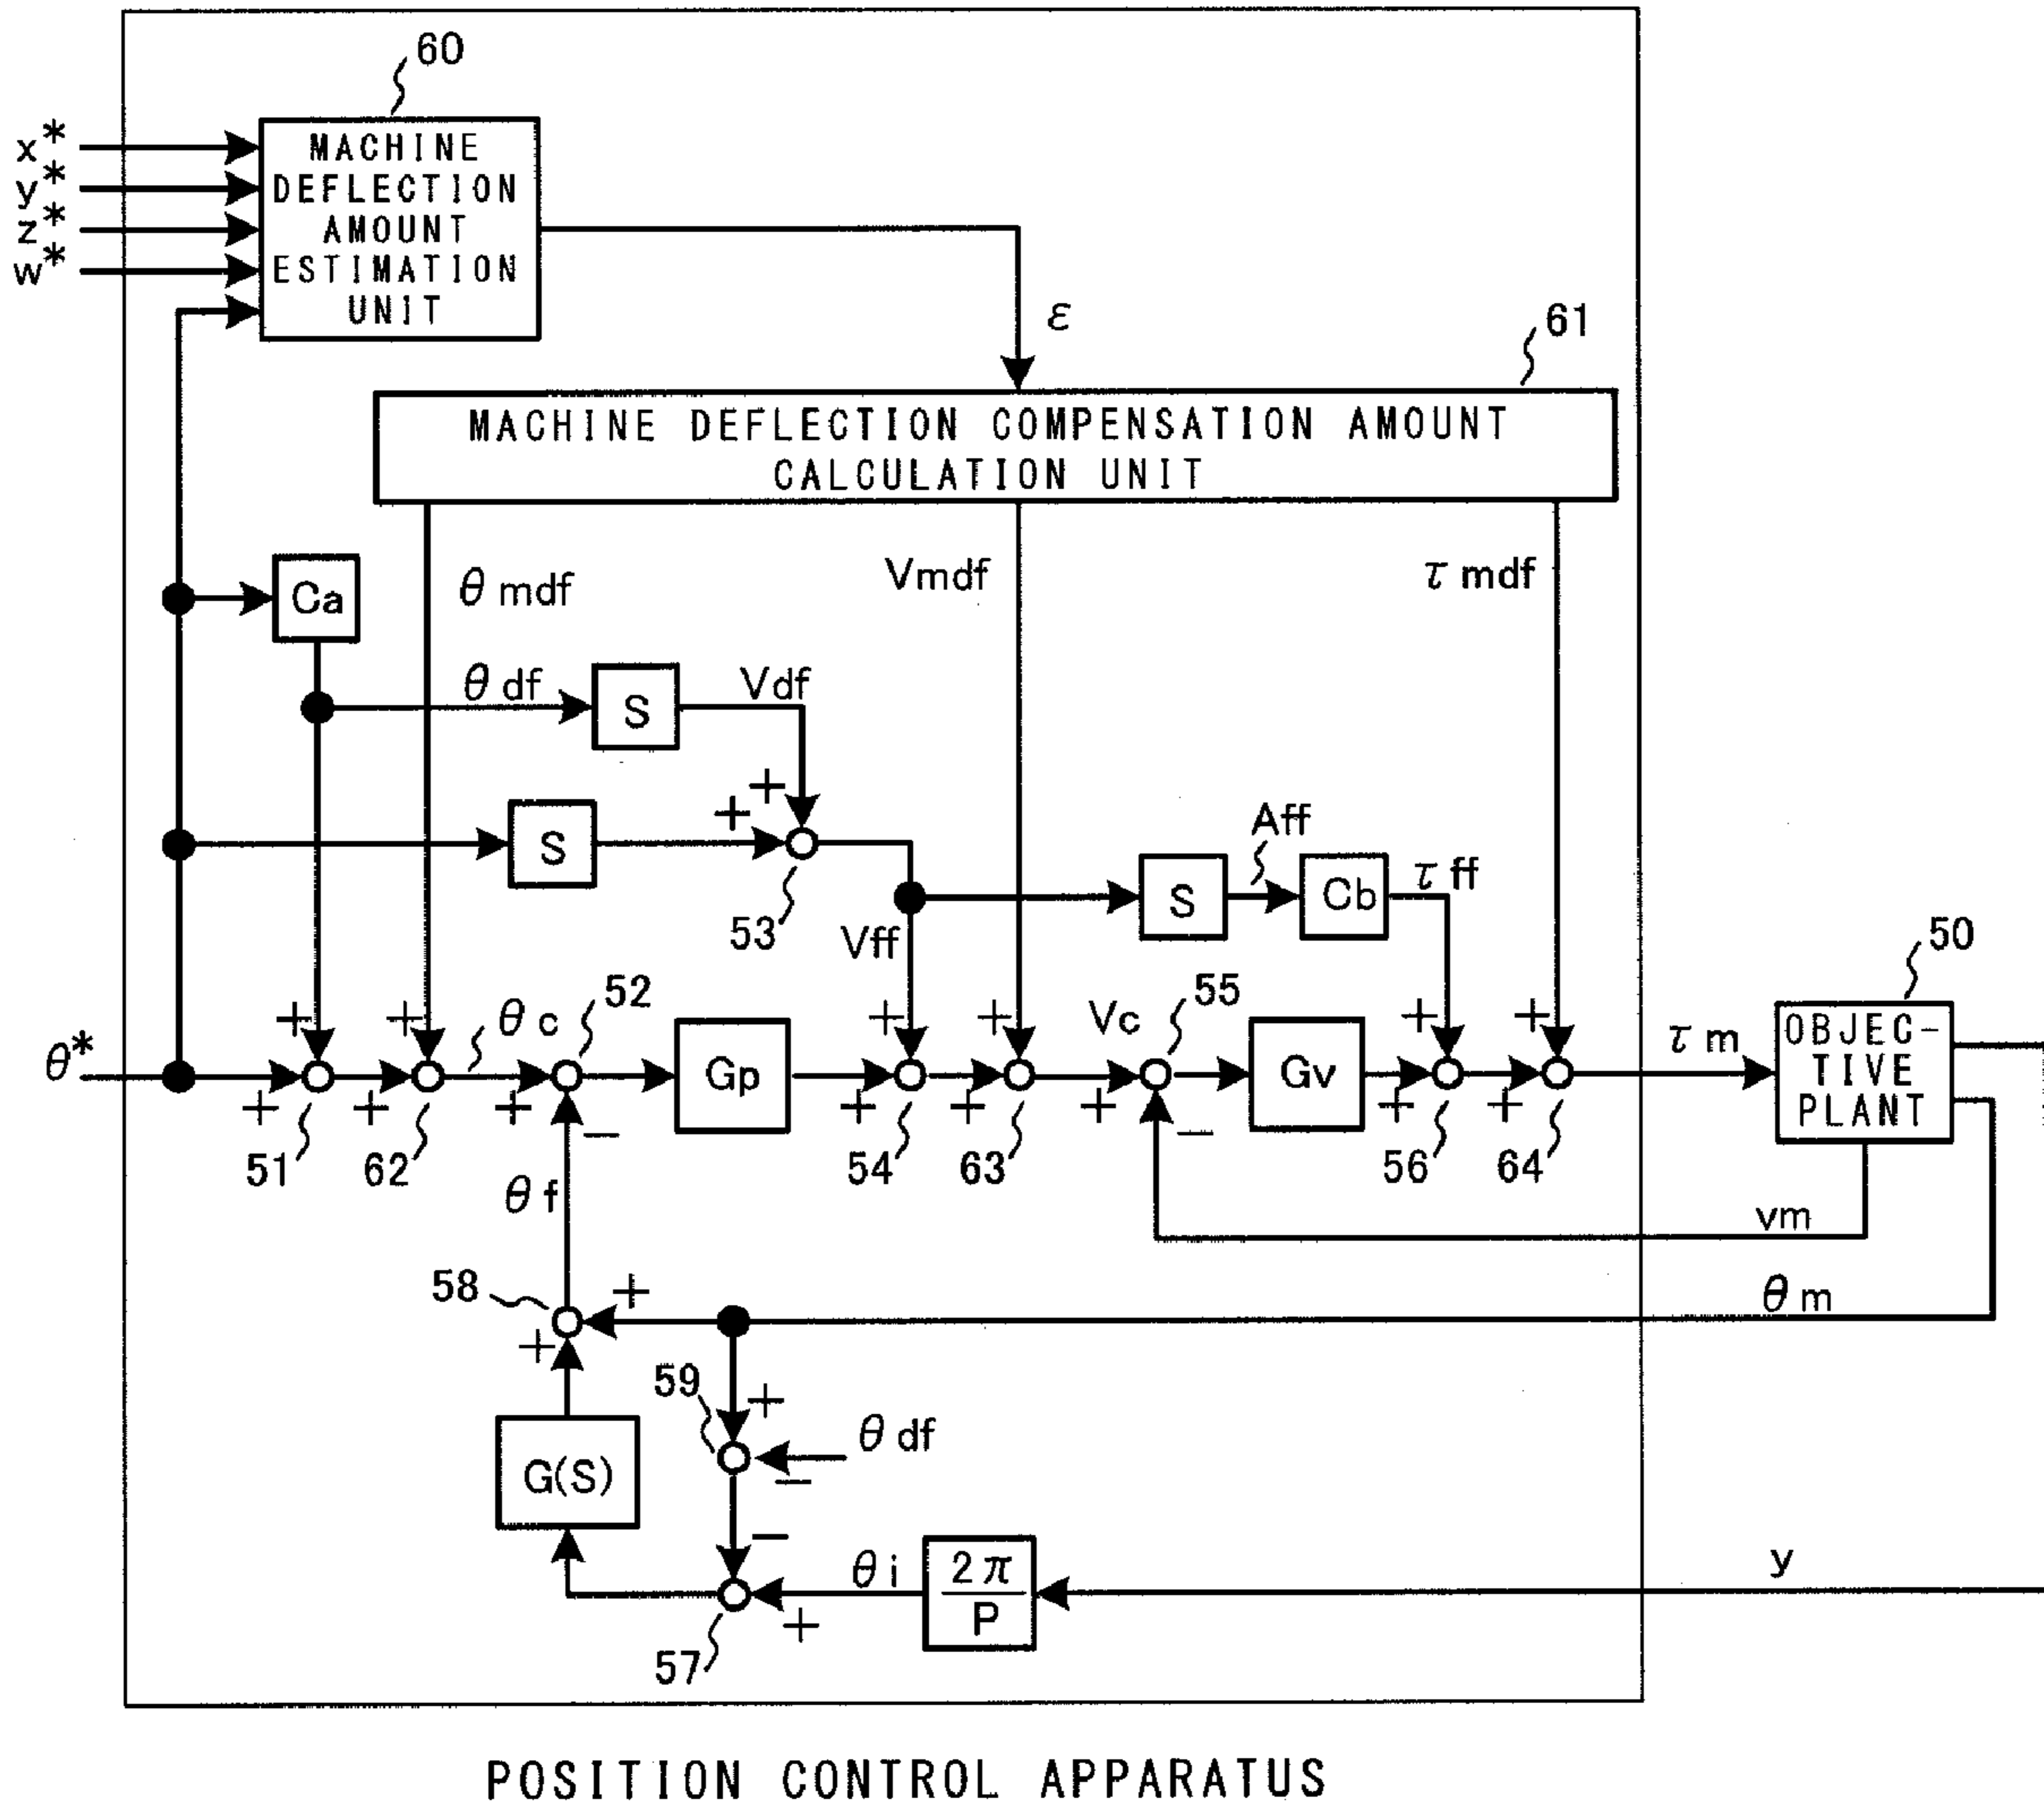 60
x*
y*
z*
w*
MACHINE
DEFLECTION
AMOUNT
ESTIMATION
UNIT
ε
61
MACHINE DEFLECTION COMPENSATION AMOUNT
CALCULATION UNIT
Ca
θ mdf
Vmdf
τ mdf
θ df
S
Vdf
+
+
S
53
Aff
S
Cb
τ ff
Vff
50
θ*
+
+
51
+
+
62
θ c
52
+
−
Gp
+
+
54
+
+
63
Vc
55
+
−
Gv
+
+
56
+
+
64
τ m
OBJEC-
TIVE
PLANT
θ f
vm
58
+
+
θ m
59
+
θ df
−
G(S)
−
57
+
θ i
2π
P
y
POSITION CONTROL APPARATUS